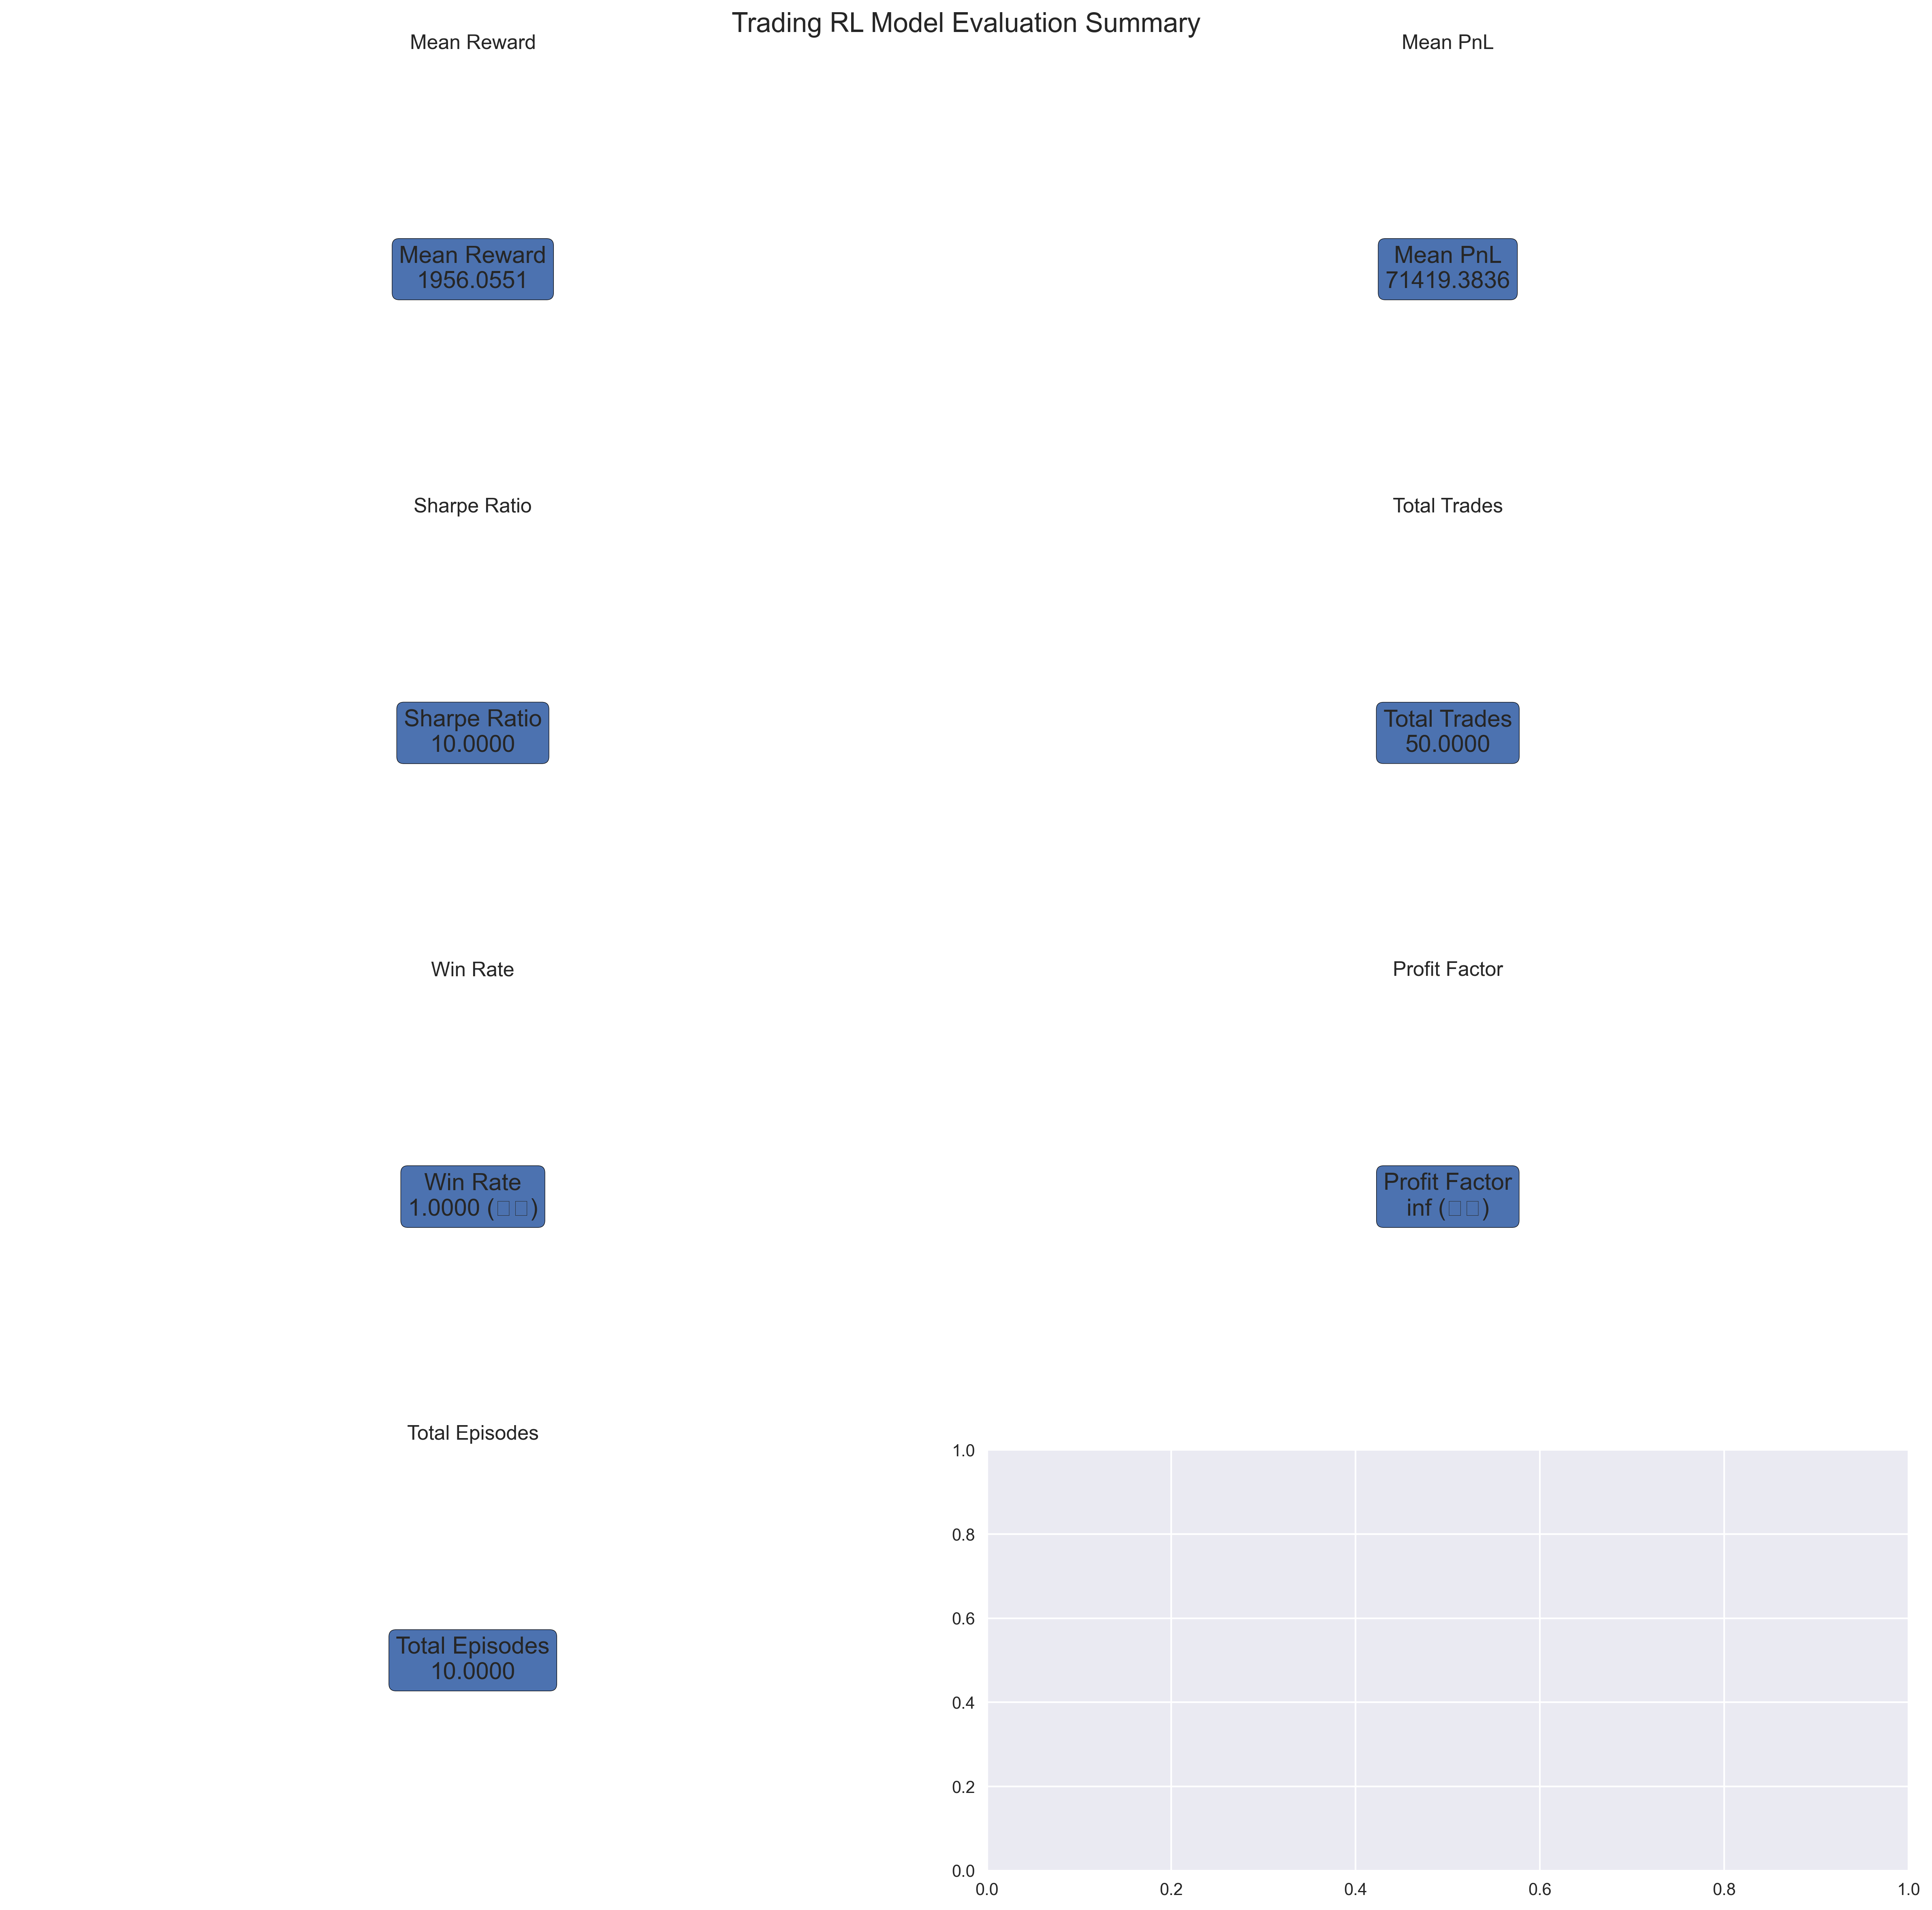 Trading RL Model Evaluation Summary
Mean Reward
Mean PnL
Mean Reward
1956.0551
Mean PnL
71419.3836
Sharpe Ratio
Total Trades
Sharpe Ratio
10.0000
Total Trades
50.0000
Win Rate
Profit Factor
Win Rate
1.0000 (□□)
Profit Factor
inf (□□)
Total Episodes
Total Episodes
10.0000
1.0
0.8
0.6
0.4
0.2
0.0
0.0 0.2 0.4 0.6 0.8 1.0